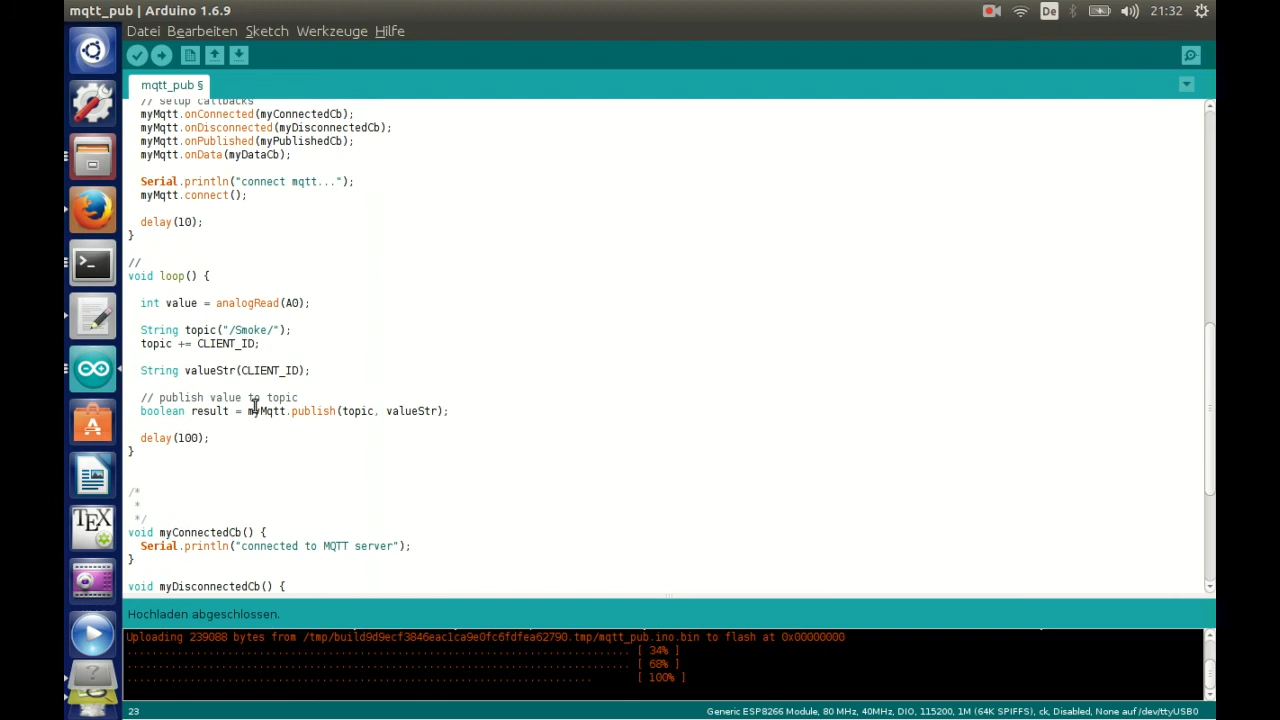 mqtt_pub | Arduino 1.6.9
De
21:32
Datei Bearbeiten Sketch Werkzeuge Hilfe
mqtt_pub §
// setup callbacks
myMqtt.onConnected(myConnectedCb);
myMqtt.onDisconnected(myDisconnectedCb);
myMqtt.onPublished(myPublishedCb);
myMqtt.onData(myDataCb);
Serial.println("connect mqtt...");
myMqtt.connect();
delay(10);
}
//
void loop() {
int value = analogRead(A0);
String topic("/Smoke/");
topic += CLIENT_ID;
String valueStr(CLIENT_ID);
// publish value to topic
boolean result = myMqtt.publish(topic, valueStr);
delay(100);
}
/*
*
*/
void myConnectedCb() {
Serial.println("connected to MQTT server");
}
void myDisconnectedCb() {
Hochladen abgeschlossen.
Uploading 239088 bytes from /tmp/build9d9ecf3846eac1ca9e0fc6fdfea62790.tmp/mqtt_pub.ino.bin to flash at 0x00000000
................................................................................ [ 34% ]
................................................................................ [ 68% ]
.......................................................................... [ 100% ]
23
Generic ESP8266 Module, 80 MHz, 40MHz, DIO, 115200, 1M (64K SPIFFS), ck, Disabled, None auf /dev/ttyUSB0
TEX